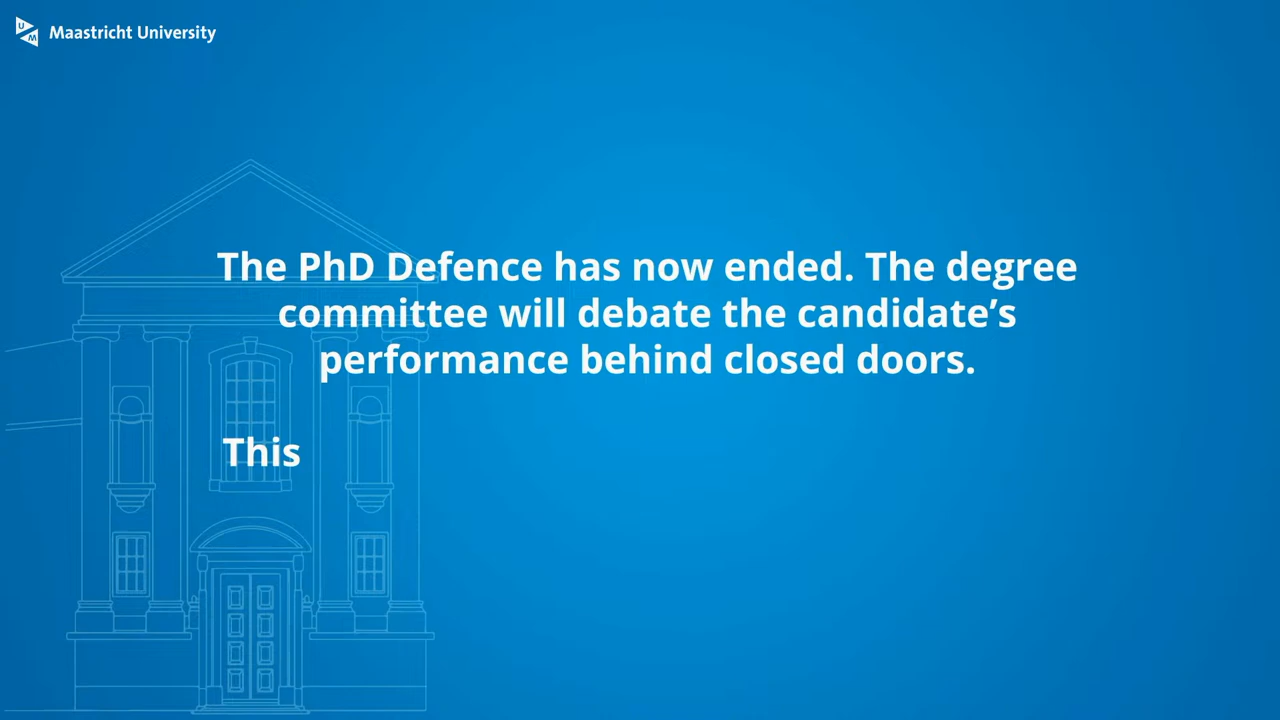 UM
Maastricht University
The PhD Defence has now ended. The degree
committee will debate the candidate’s
performance behind closed doors.
This